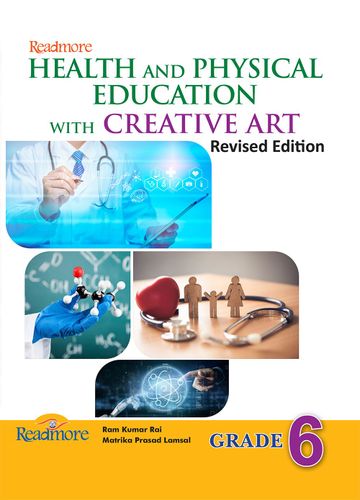 Readmore
HEALTH AND PHYSICAL
EDUCATION
WITH CREATIVE ART
Revised Edition
Readmore
Ram Kumar Rai
Matrika Prasad Lamsal
GRADE 6